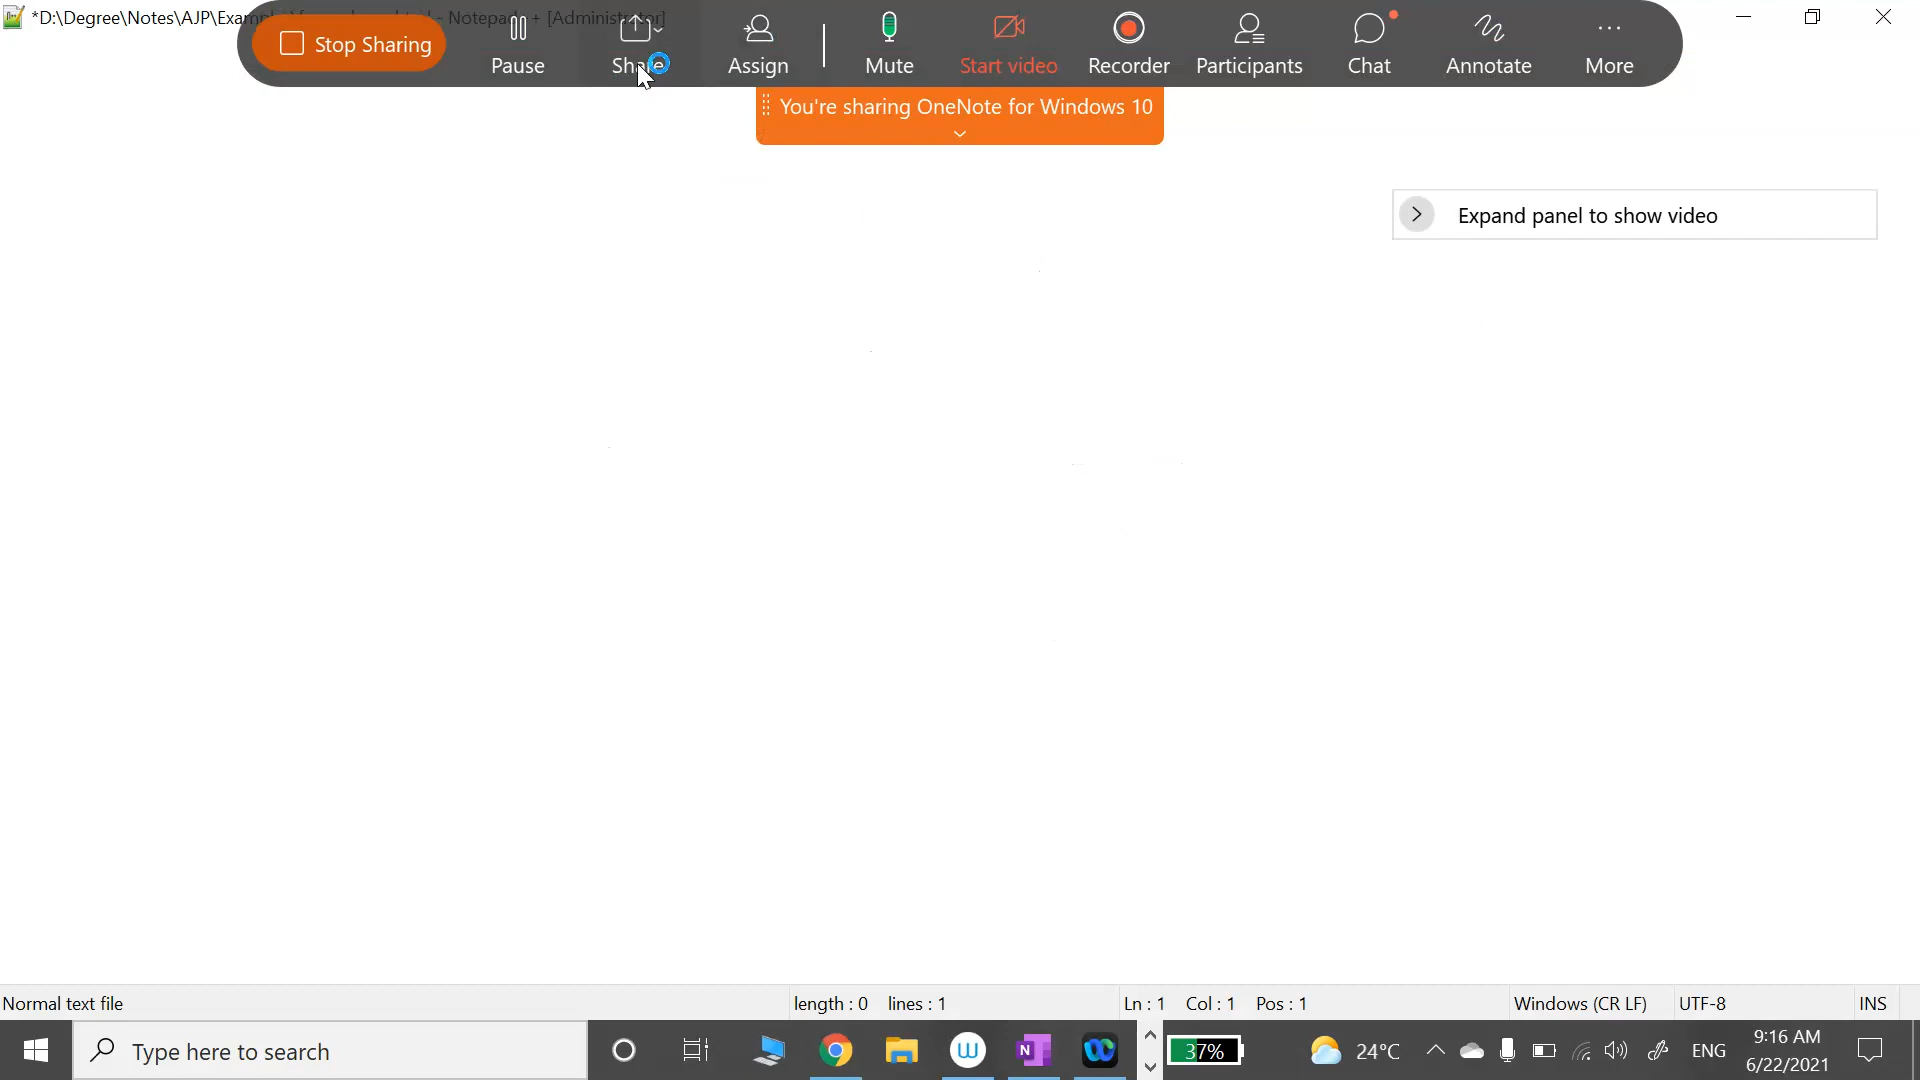 *D:\Degree\Notes\AJP\Exam - Notepad++ [Administrator]
Stop Sharing
Pause
Share
Assign
Mute
Start video
Recorder
Participants
Chat
Annotate
More
You're sharing OneNote for Windows 10
Expand panel to show video
Normal text file
length : 0 lines : 1
Ln : 1 Col : 1 Pos : 1
Windows (CR LF)
UTF-8
INS
Type here to search
37%
24°C
ENG
9:16 AM
6/22/2021